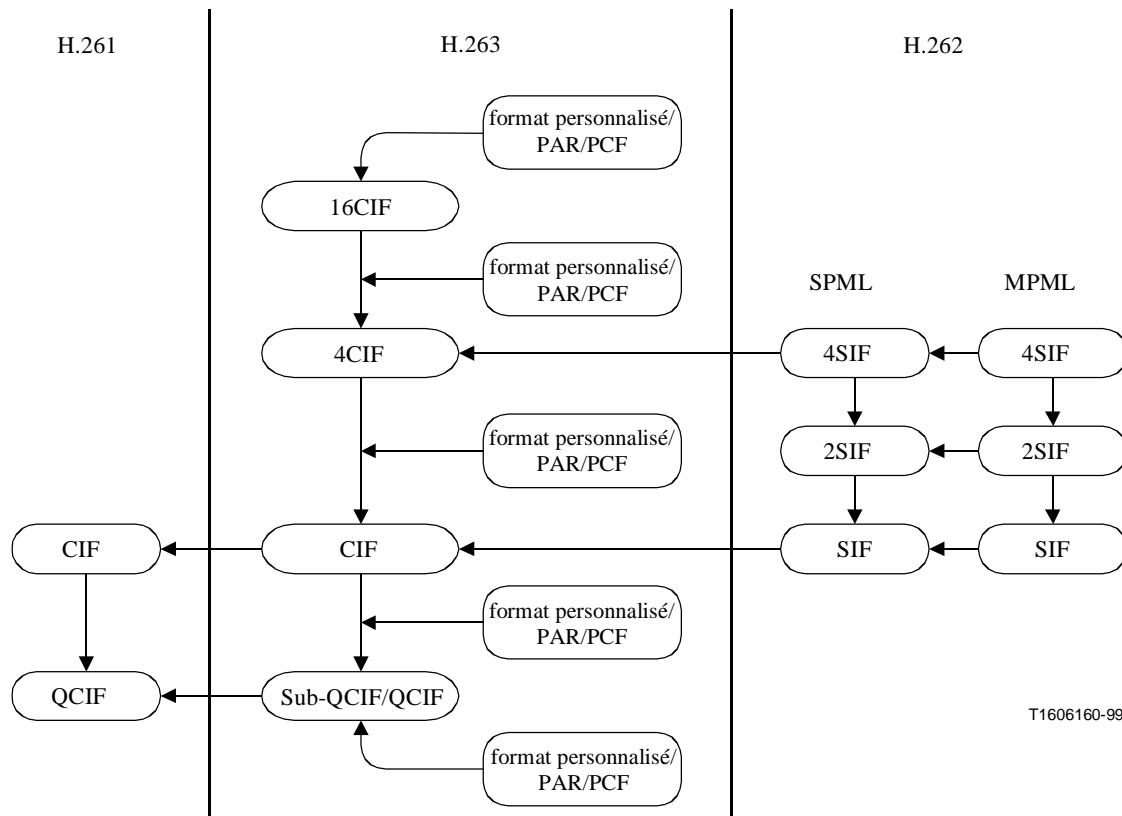 H.261
H.263
H.262
format personnalisé/
PAR/PCF
16CIF
format personnalisé/
PAR/PCF
SPML
MPML
4CIF
4SIF
4SIF
format personnalisé/
PAR/PCF
2SIF
2SIF
CIF
CIF
SIF
SIF
format personnalisé/
PAR/PCF
QCIF
Sub-QCIF/QCIF
T1606160-99
format personnalisé/
PAR/PCF